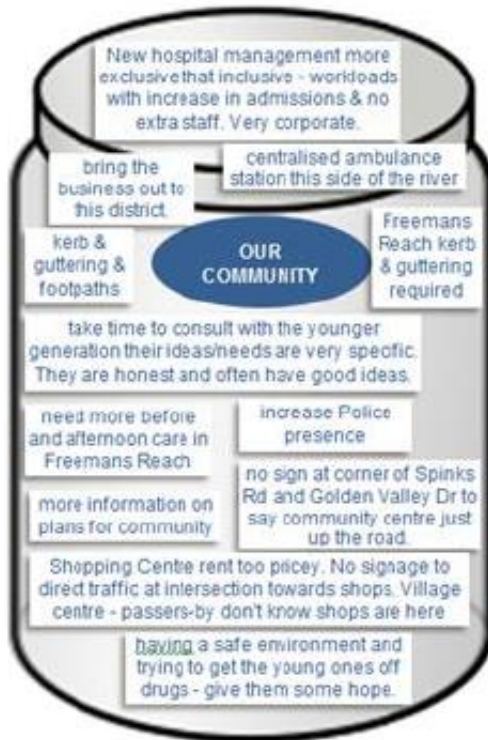 New hospital management more
exclusive that inclusive - workloads
with increase in admissions & no
extra staff. Very corporate.
bring the
business out to
this district.
centralised ambulance
station this side of the river
kerb &
guttering &
footpaths
OUR
COMMUNITY
Freemans
Reach kerb
& guttering
required
take time to consult with the younger
generation their ideas/needs are very specific.
They are honest and often have good ideas.
need more before
and afternoon care in
Freemans Reach
increase Police
presence
more information on
plans for community
no sign at corner of Spinks
Rd and Golden Valley Dr to
say community centre just
up the road.
Shopping Centre rent too pricey. No signage to
direct traffic at intersection towards shops. Village
centre - passers-by don't know shops are here
having a safe environment and
trying to get the young ones off
drugs - give them some hope.